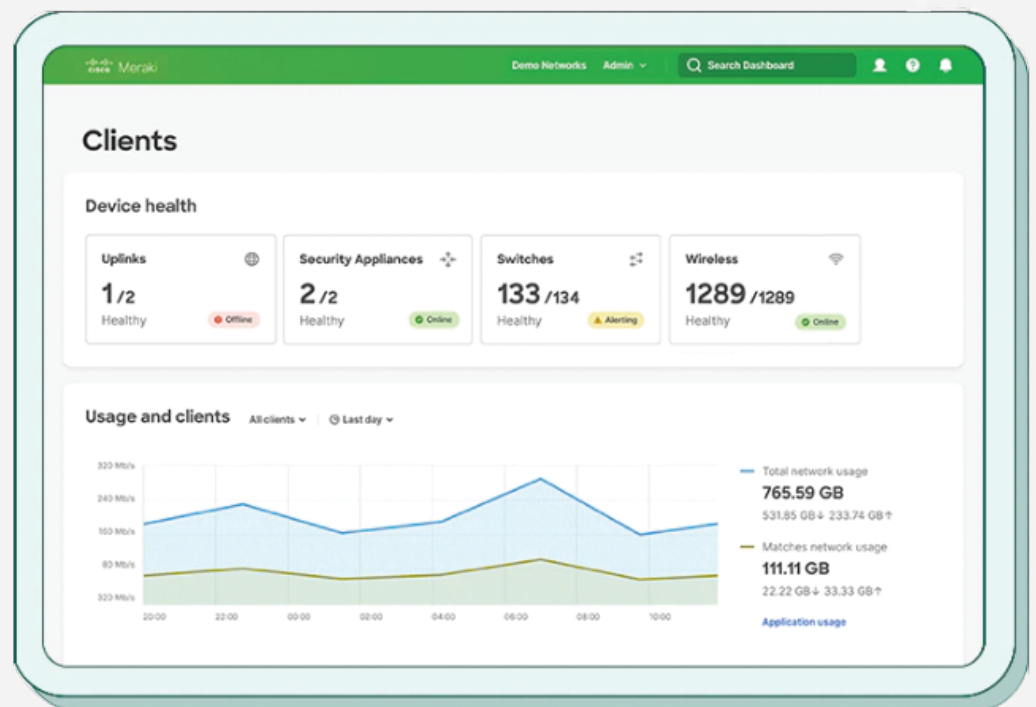 cisco Meraki
Demo Networks Admin Search Dashboard
Clients
Device health
Uplinks
1 /2
Healthy
Offline
Security Appliances
2 /2
Healthy
Online
Switches
133 /134
Healthy
Alerting
Wireless
1289 /1289
Healthy
Online
Usage and clients All clients Last day
320 Mb/s
240 Mb/s
160 Mb/s
80 Mb/s
320 Mb/s
20:00 22:00 00:00 02:00 04:00 06:00 08:00 10:00
Total network usage
765.59 GB
531.85 GB↓ 233.74 GB↑
Matches network usage
111.11 GB
22.22 GB↓ 33.33 GB↑
Application usage